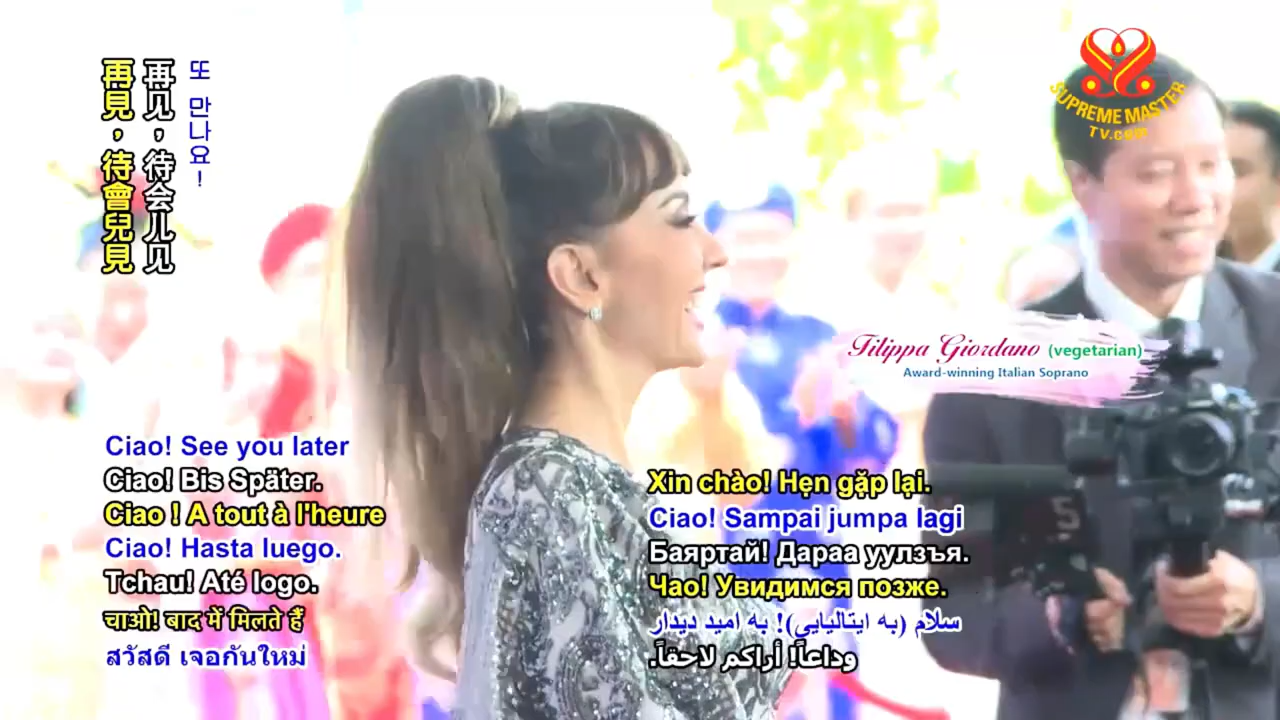 再見，待會兒見
再见，待会儿见
또 만나요!
SUPREME MASTER
TV.COM
Filippa Giordano (vegetarian)
Award-winning Italian Soprano
Ciao! See you later
Ciao! Bis Später.
Ciao ! A tout à l'heure
Ciao! Hasta luego.
Tchau! Até logo.
चाओ! बाद में मिलते हैं
สวัสดี เจอกันใหม่
Xin chào! Hẹn gặp lại.
Ciao! Sampai jumpa lagi
Баяртай! Дараа уулзъя.
Чао! Увидимся позже.
سلام (به ایتالیایی)! به امید دیدار
وداعاً! أراكم لاحقاً.
5